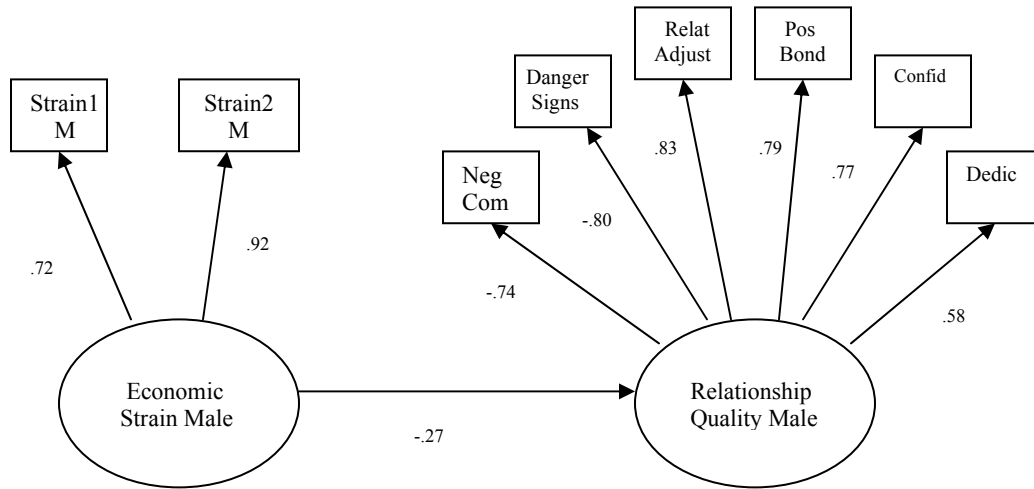 Relat
Adjust
Pos
Bond
Danger
Signs
Confid
Strain1
M
Strain2
M
.83
.79
.77
Neg
Com
Dedic
-.80
.92
.72
-.74
.58
Economic
Strain Male
Relationship
Quality Male
-.27